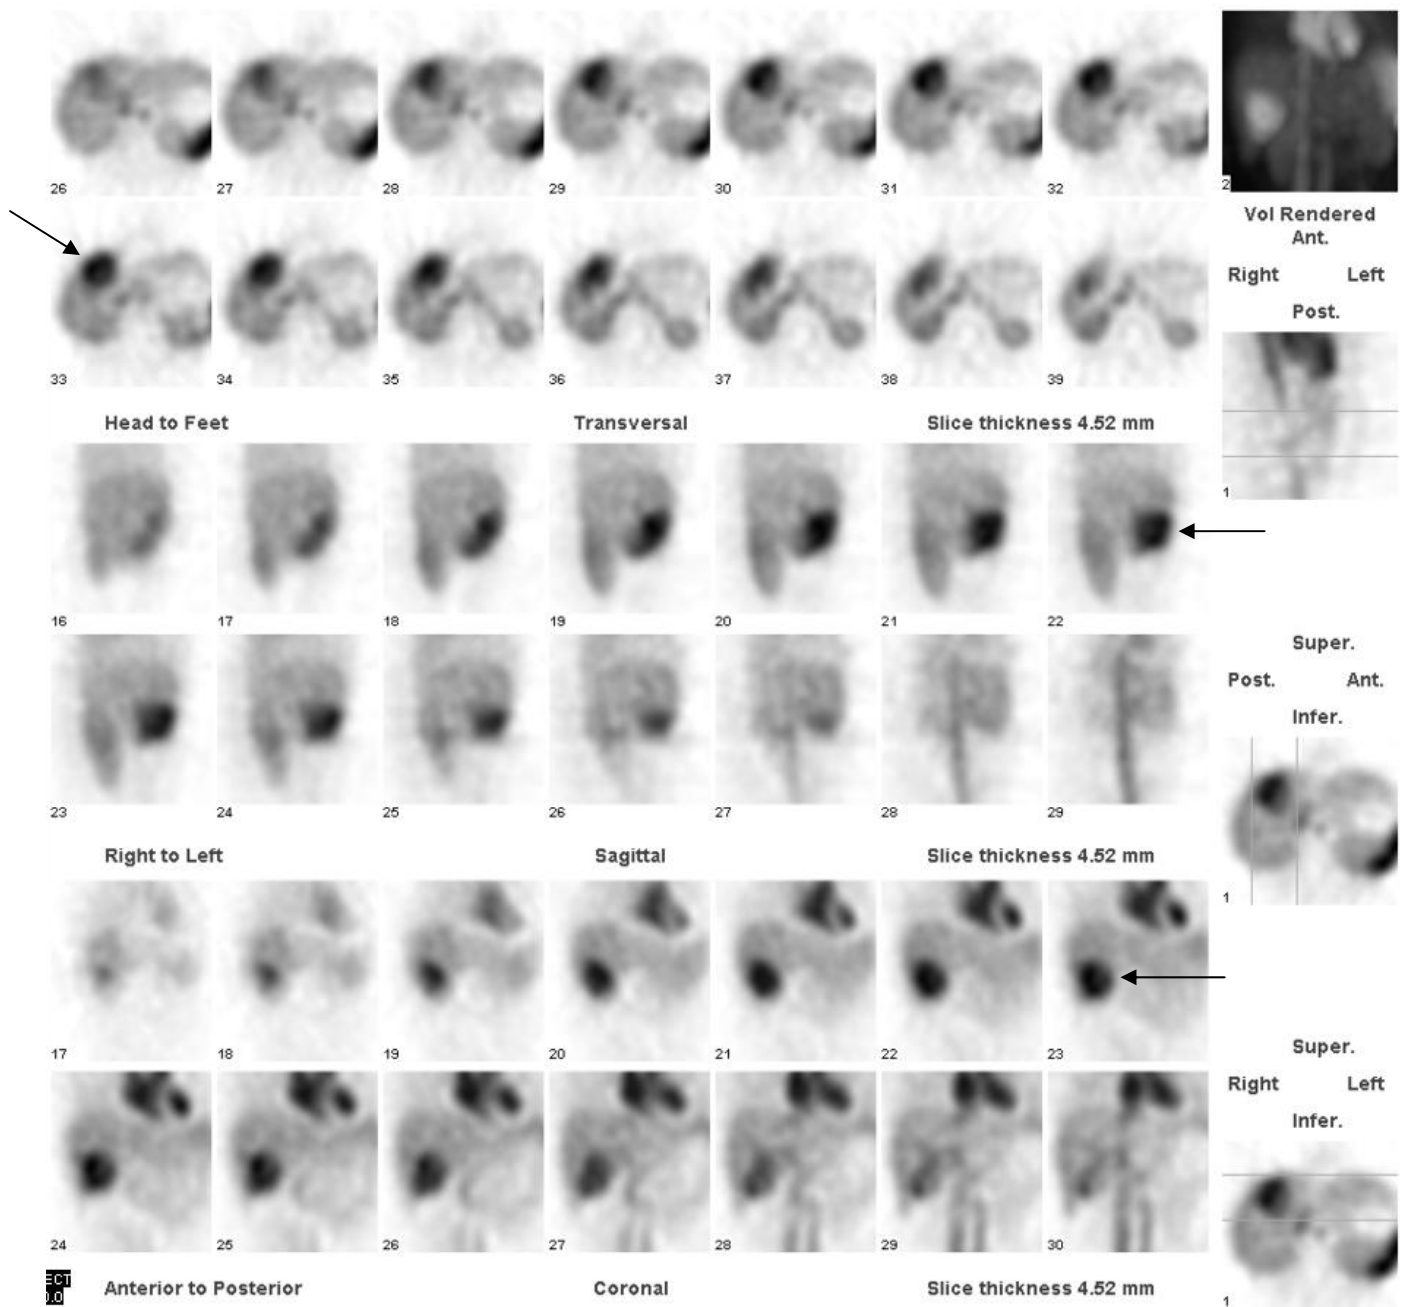 26 27 28 29 30 31 32
2
Vol Rendered
Ant.
Right Left
Post.
33 34 35 36 37 38 39
Head to Feet Transversal Slice thickness 4.52 mm
1
16 17 18 19 20 21 22
Super.
Post. Ant.
Infer.
23 24 25 26 27 28 29
Right to Left Sagittal Slice thickness 4.52 mm
1
17 18 19 20 21 22 23
Super.
Right Left
Infer.
24 25 26 27 28 29 30
ECT
0.0
Anterior to Posterior Coronal Slice thickness 4.52 mm
1